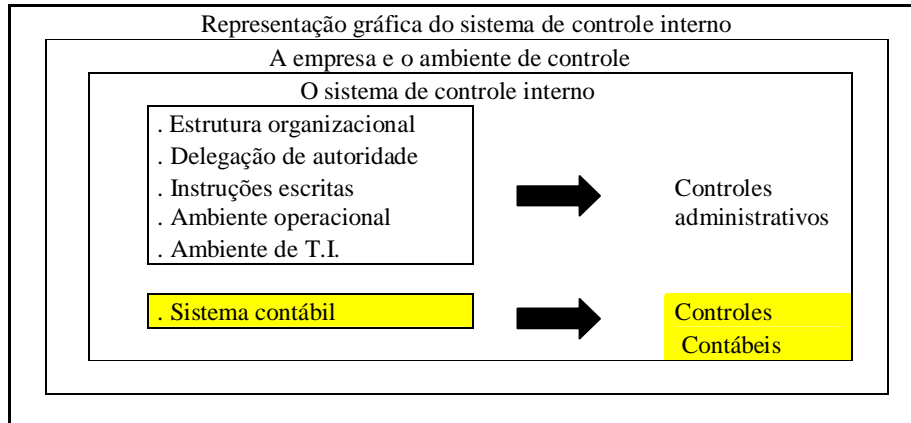 Representação gráfica do sistema de controle interno
A empresa e o ambiente de controle
O sistema de controle interno
. Estrutura organizacional
. Delegação de autoridade
. Instruções escritas
. Ambiente operacional
. Ambiente de T.I.
Controles
administrativos
. Sistema contábil
Controles
Contábeis